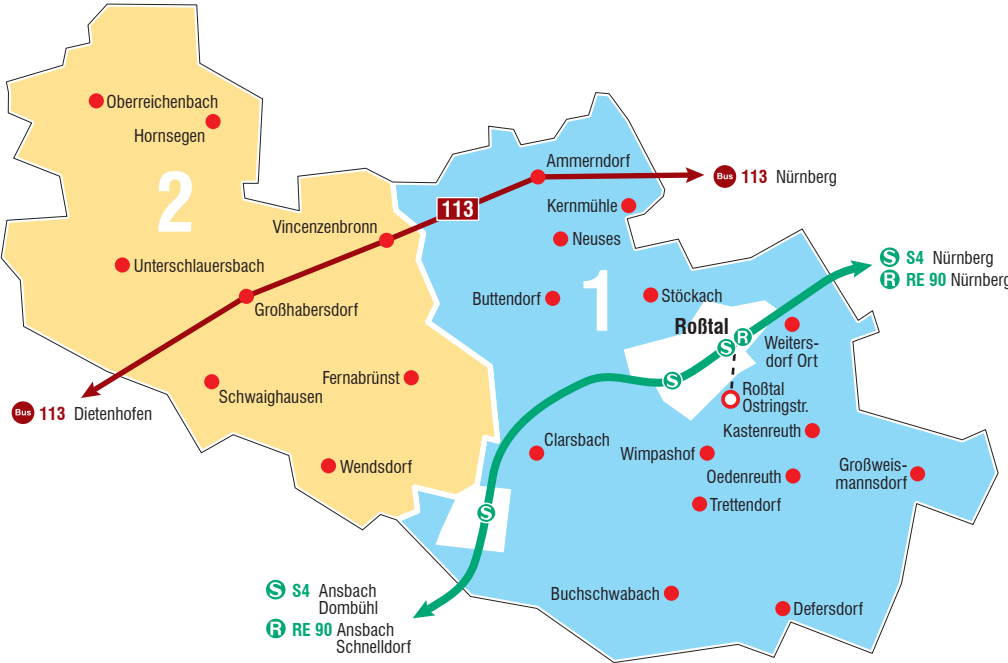 Oberreichenbach
Hornsegen
2
Ammerndorf
Bus 113 Nürnberg
113
Kernmühle
Vincenzenbronn
Neuses
Unterschlauersbach
S S4 Nürnberg
R RE 90 Nürnberg
Buttendorf
1
Stöckach
Großhabersdorf
Roßtal
R
S
Weiters-
dorf Ort
Fernabrünst
S
Schwaighausen
Roßtal
Ostringstr.
Bus 113 Dietenhofen
Kastenreuth
Clarsbach
Wimpashof
Wendsdorf
Oedenreuth
Großweis-
mannsdorf
Trettendorf
S
S S4 Ansbach
Dombühl
R RE 90 Ansbach
Schnelldorf
Buchschwabach
Defersdorf